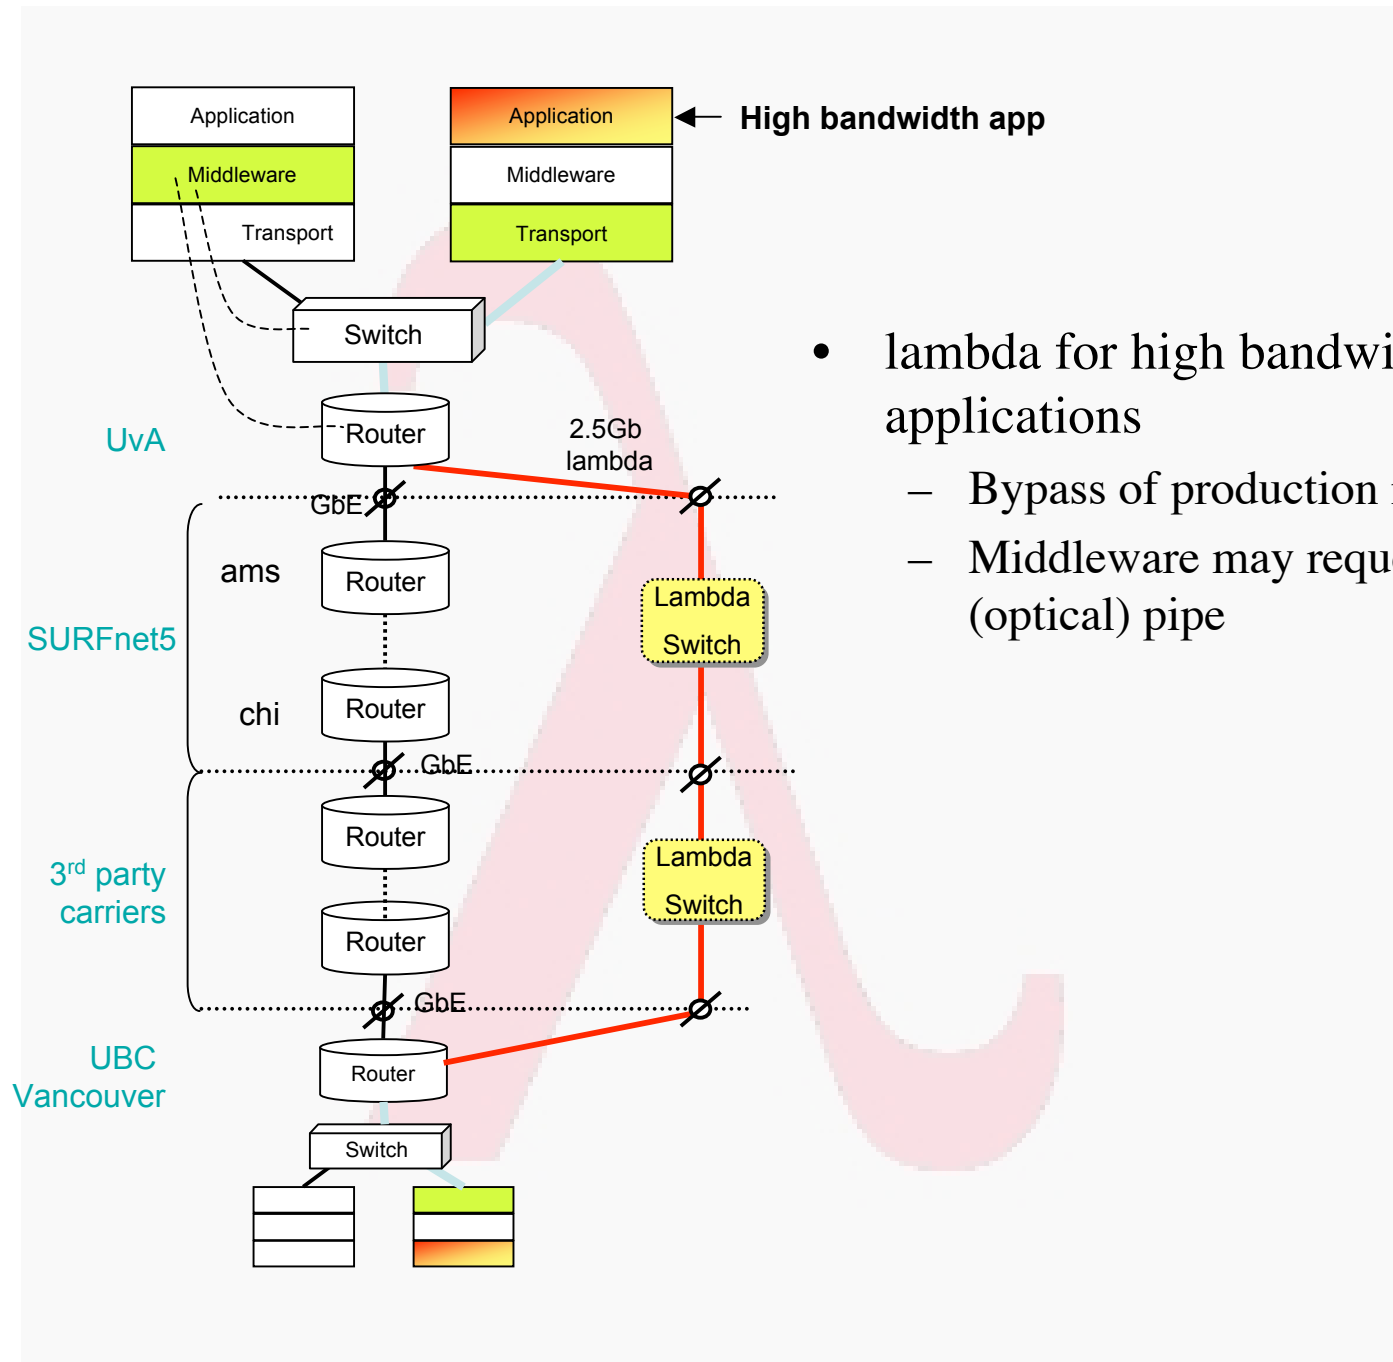 Application
Application
High bandwidth app
Middleware
Middleware
Transport
Transport
Switch
• lambda for high
applications
– Bypass of production
– Middleware may
(optical) pipe
UvA
Router
2.5Gb
lambda
GbE
ams
Router
Lambda
Switch
SURFnet5
chi
Router
GbE
Router
Lambda
Switch
3rd party
carriers
Router
GbE
UBC
Vancouver
Router
Switch